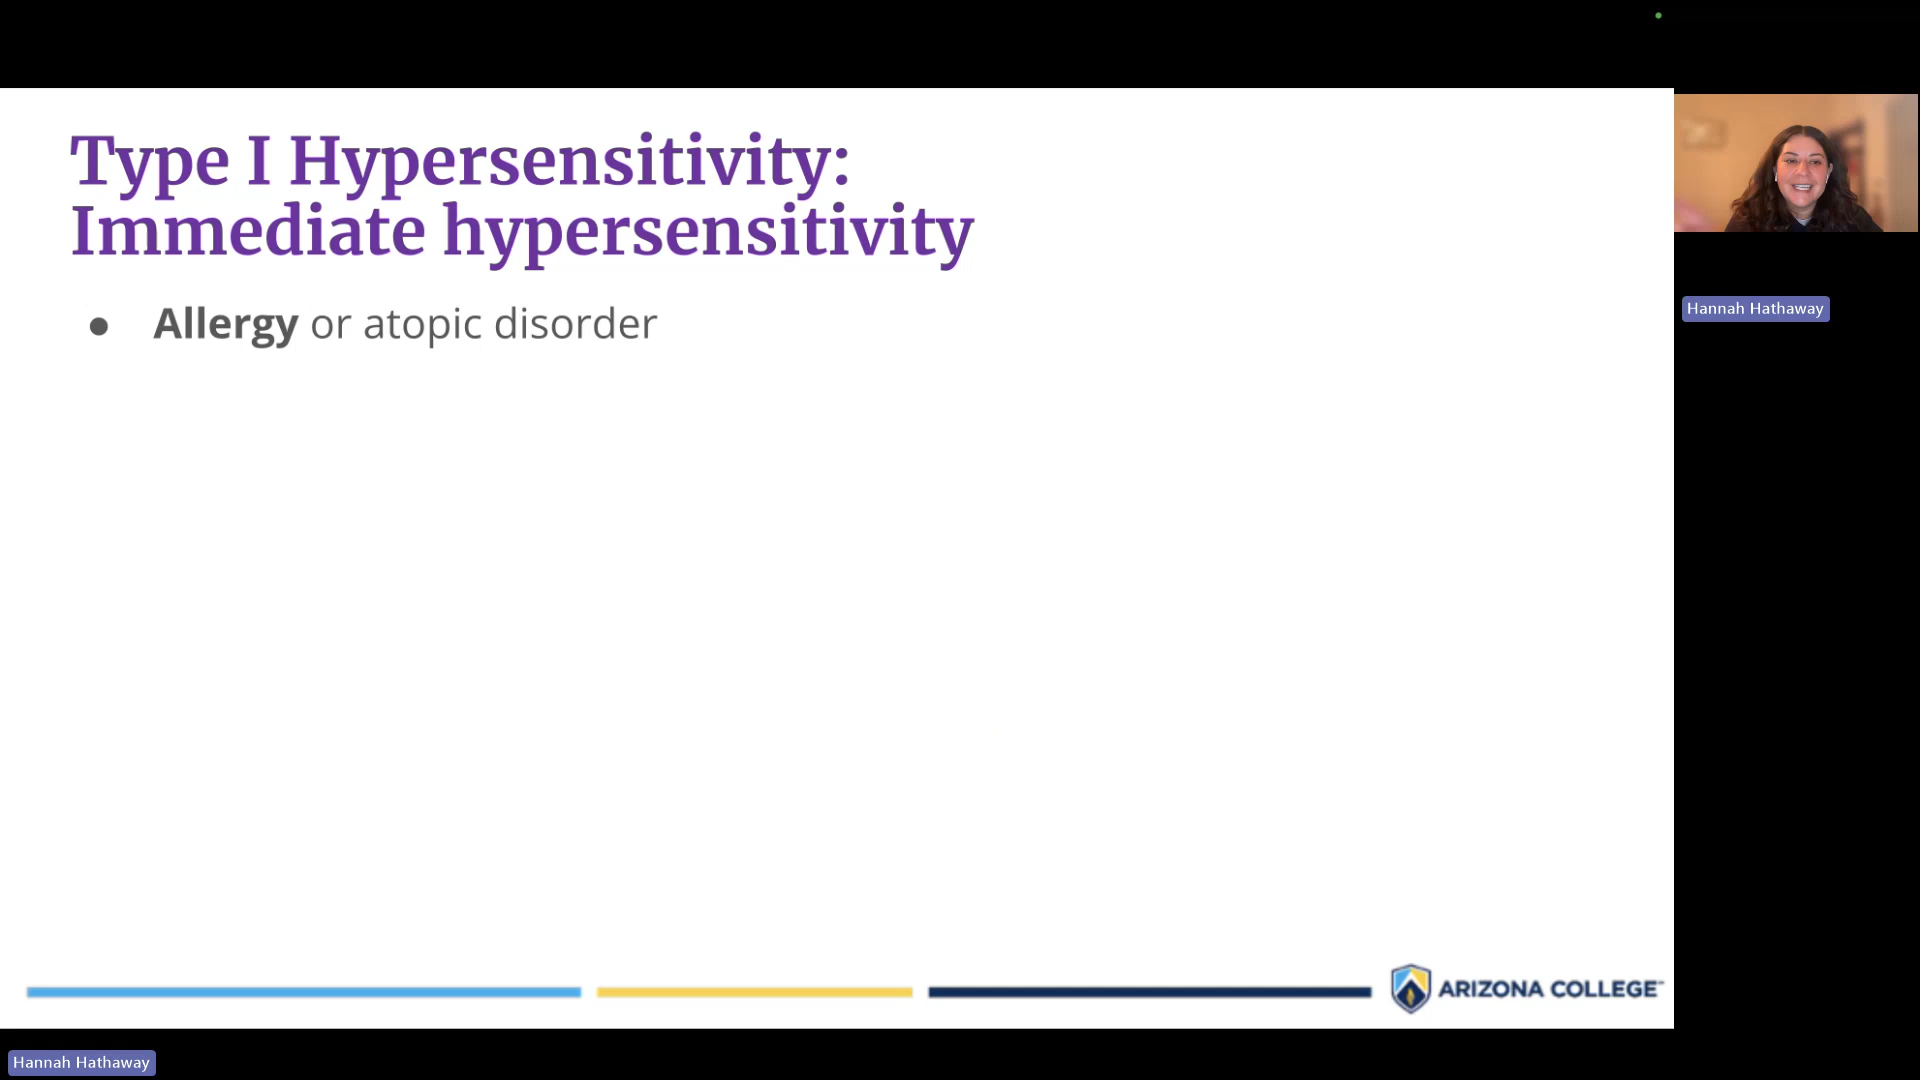 Type I Hypersensitivity:
Immediate hypersensitivity
● Allergy or atopic disorder
ARIZONA COLLEGE
Hannah Hathaway
Hannah Hathaway